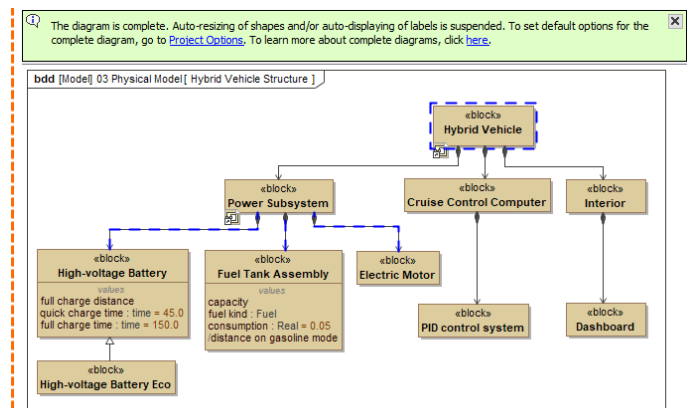 The diagram is complete. Auto-resizing of shapes and/or auto-displaying of labels is suspended. To set default options for the
complete diagram, go to Project Options. To learn more about complete diagrams, click here.
bdd [Model] 03 Physical Model[ Hybrid Vehicle Structure ]
«block»
Hybrid Vehicle
«block»
Power Subsystem
«block»
Cruise Control Computer
«block»
Interior
«block»
High-voltage Battery
values
full charge distance
quick charge time : time = 45.0
full charge time : time = 150.0
«block»
Fuel Tank Assembly
values
capacity
fuel kind : Fuel
consumption : Real = 0.05
/distance on gasoline mode
«block»
Electric Motor
«block»
PID control system
«block»
Dashboard
«block»
High-voltage Battery Eco